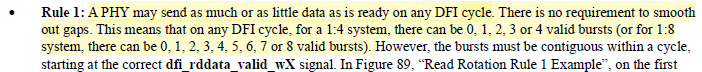 • Rule 1: A PHY may send as much or as little data as is ready on any DFI cycle. There is no requirement to smooth
out gaps. This means that on any DFI cycle, for a 1:4 system, there can be 0, 1, 2, 3 or 4 valid bursts (or for 1:8
system, there can be 0, 1, 2, 3, 4, 5, 6, 7 or 8 valid bursts). However, the bursts must be contiguous within a cycle,
starting at the correct dfi_rddata_valid_wX signal. In Figure 89, “Read Rotation Rule 1 Example”, on the first